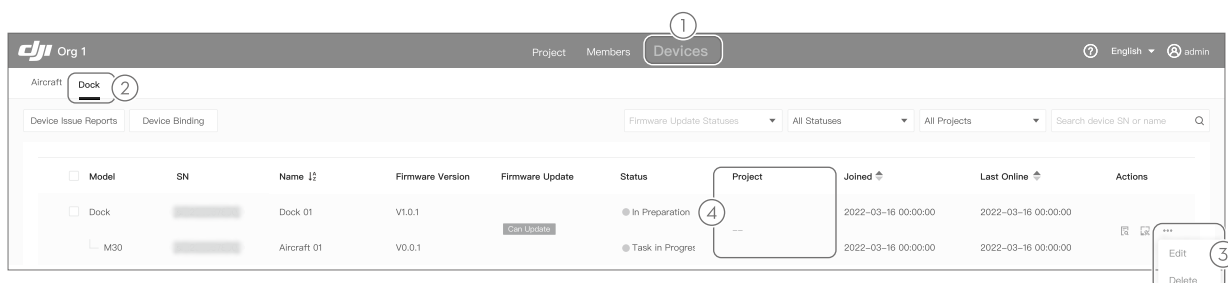 1
dji Org 1 Project Members Devices ? English admin
Aircraft Dock 2
Device Issue Reports Device Binding Firmware Update Statuses All Statuses All Projects Search device SN or name
Model SN Name Firmware Version Firmware Update Status Project Joined Last Online Actions
Dock Dock 01 V1.0.1 In Preparation 4 2022-03-16 00:00:00 2022-03-16 00:00:00
Can Update --- ...
M30 Aircraft 01 V0.0.1 Task in Progres 2022-03-16 00:00:00 2022-03-16 00:00:00
Edit 3
Delete